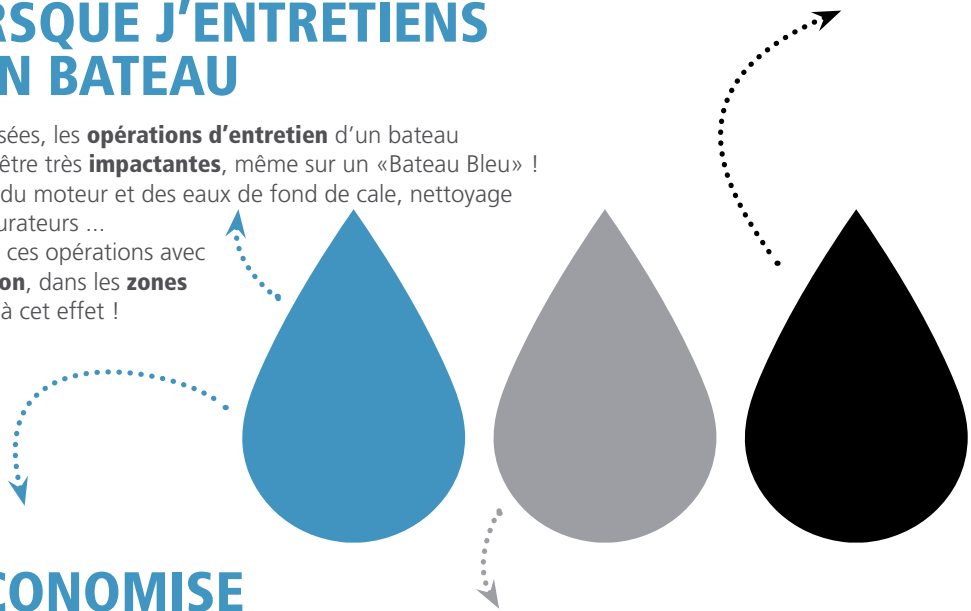 RSQUE J’ENTRETIENS
N BATEAU
sées, les opérations d’entretien d’un bateau
être très impactantes, même sur un «Bateau Bleu» !
du moteur et des eaux de fond de cale, nettoyage
urateurs ...
ces opérations avec
on, dans les zones
à cet effet !
CONOMISE